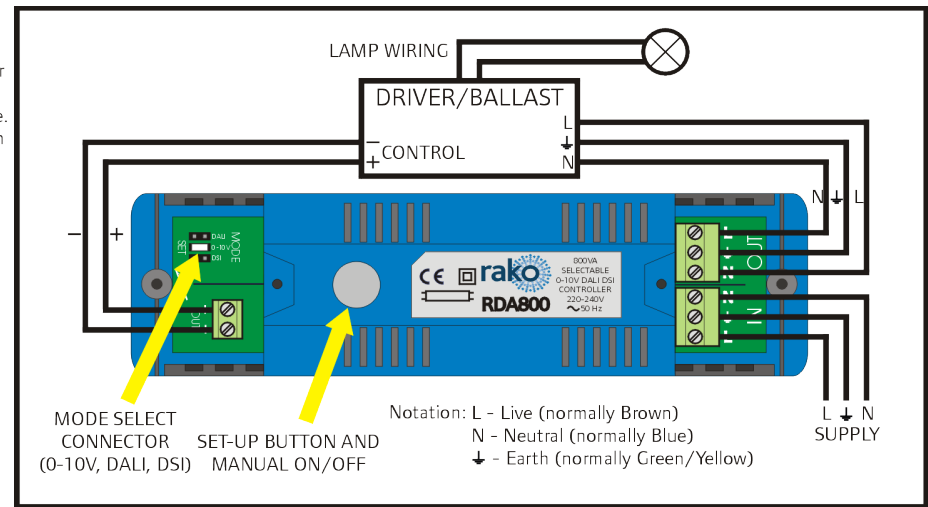 r
e.
n
LAMP WIRING
DRIVER/BALLAST
L
−
+ CONTROL
N
− +
N L
DALI
0-10V
DSI
MODE
SET
OUT
CE rako
RDA800
800VA
SELECTABLE
0-10V DALI DSI
CONTROLLER
220-240V
~50 Hz
OUT
IN
MODE SELECT
CONNECTOR
(0-10V, DALI, DSI)
SET-UP BUTTON AND
MANUAL ON/OFF
Notation: L - Live (normally Brown)
N - Neutral (normally Blue)
⏚ - Earth (normally Green/Yellow)
L ⏚ N
SUPPLY